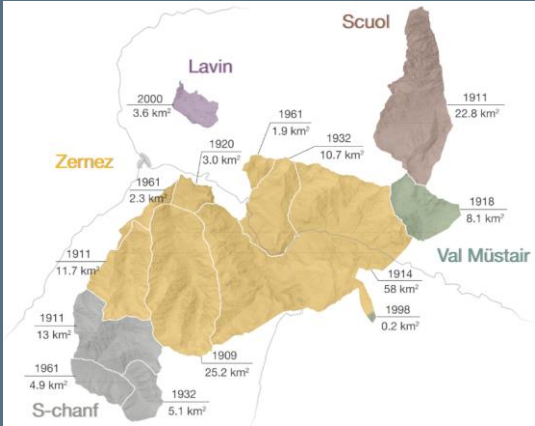 Scuol
Lavin
1911
22.8 km²
2000
3.6 km²
1961
1.9 km²
1932
10.7 km²
1920
3.0 km²
Zernez
1961
2.3 km²
1918
8.1 km²
Val Müstair
1911
11.7 km²
1914
58 km²
1998
0.2 km²
1911
13 km²
1909
25.2 km²
1961
4.9 km²
1932
5.1 km²
S-chanf